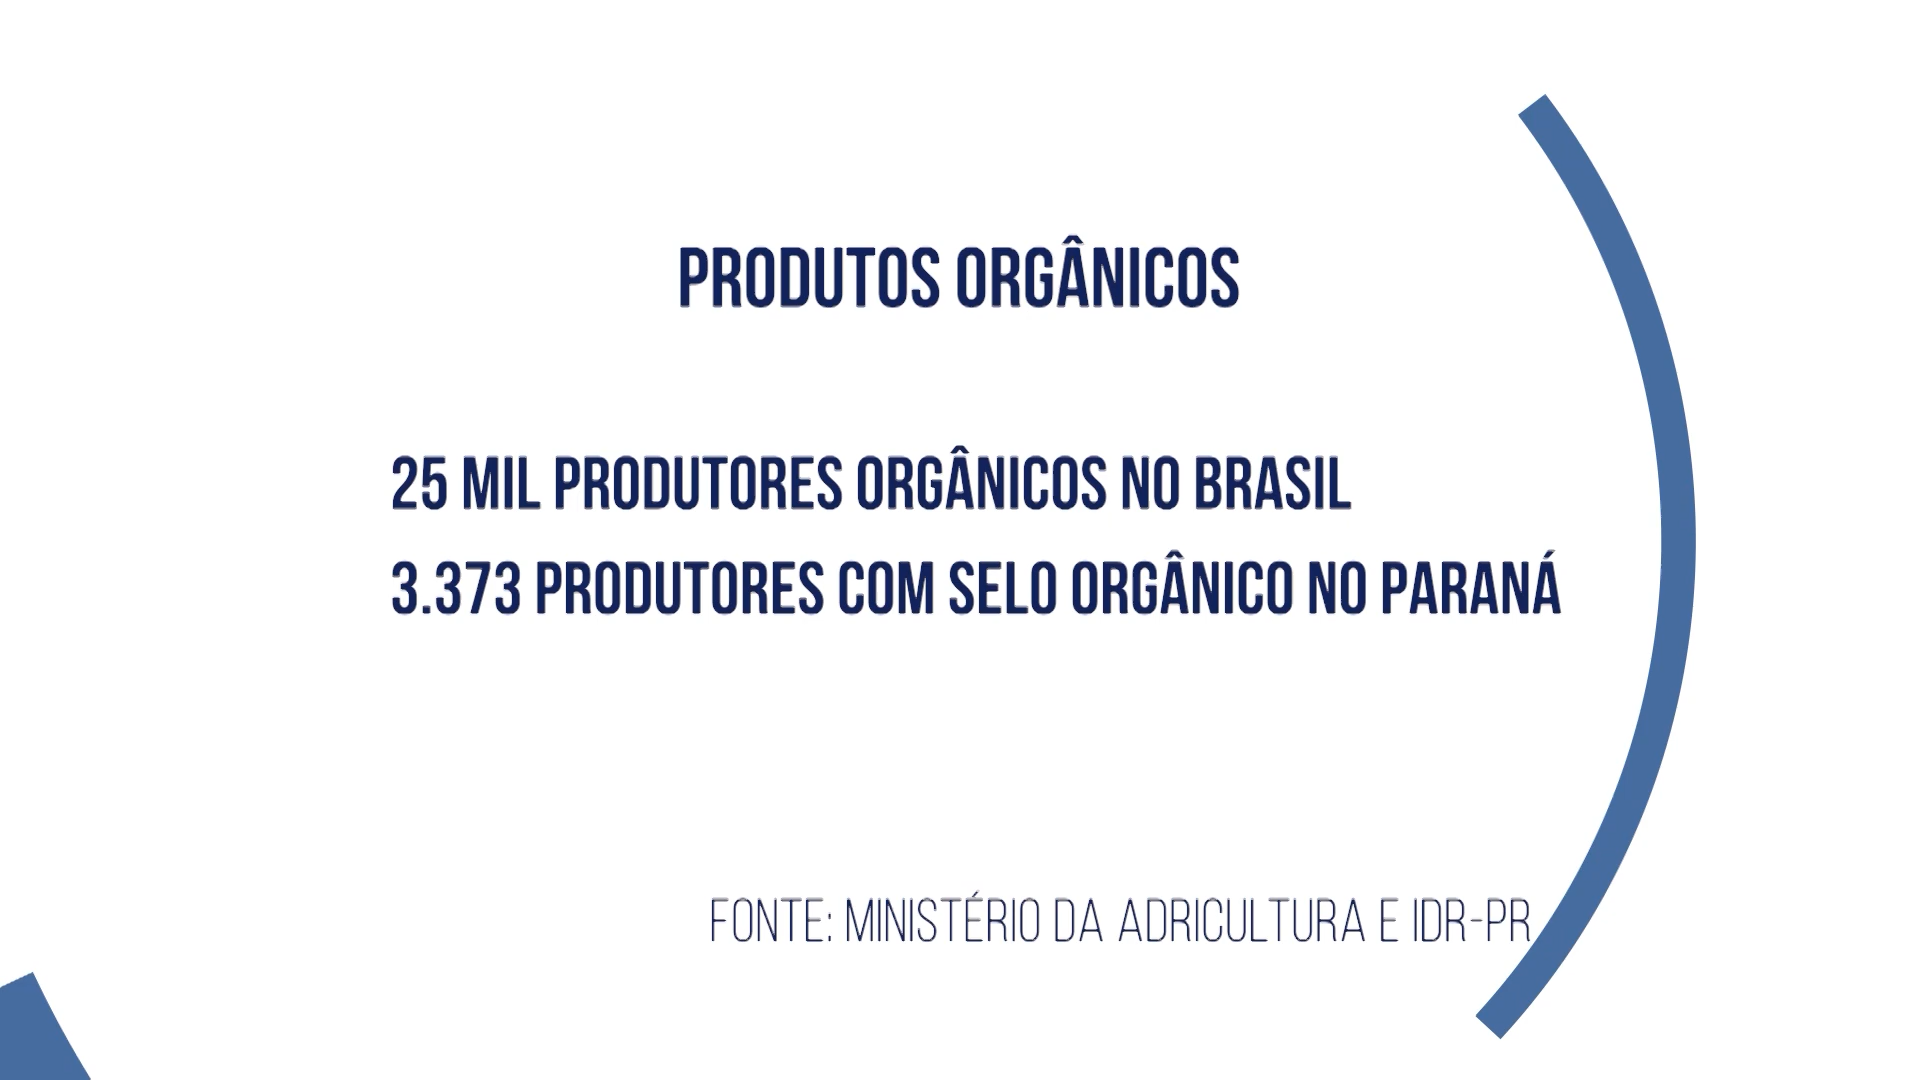 PRODUTOS ORGÂNICOS
25 MIL PRODUTORES ORGÂNICOS NO BRASIL
3.373 PRODUTORES COM SELO ORGÂNICO NO PARANÁ
FONTE: MINISTÉRIO DA ADRICULTURA E IDR-PR